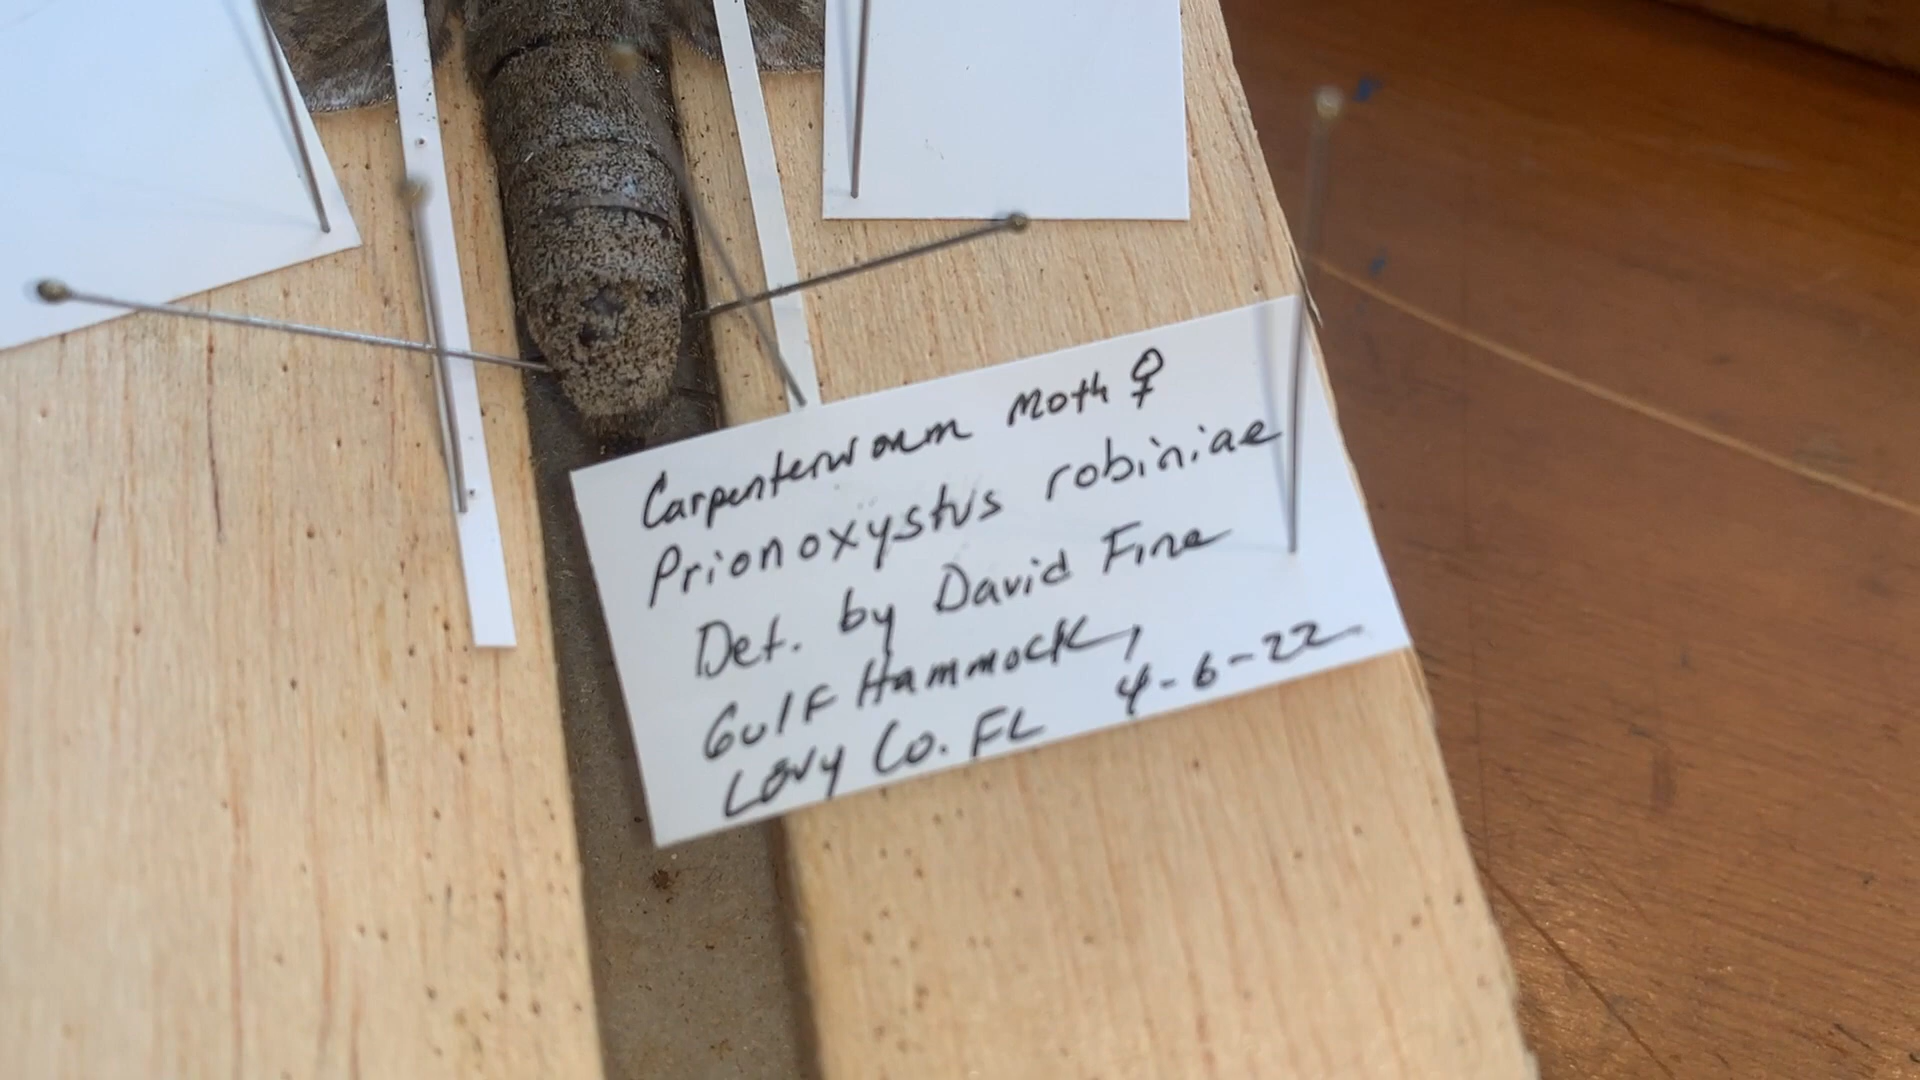 Carpenterworm Moth ♀
Prionoxystus robiniae
Det. by David Fine
Gulf Hammock,
Levy Co. FL 4-6-22